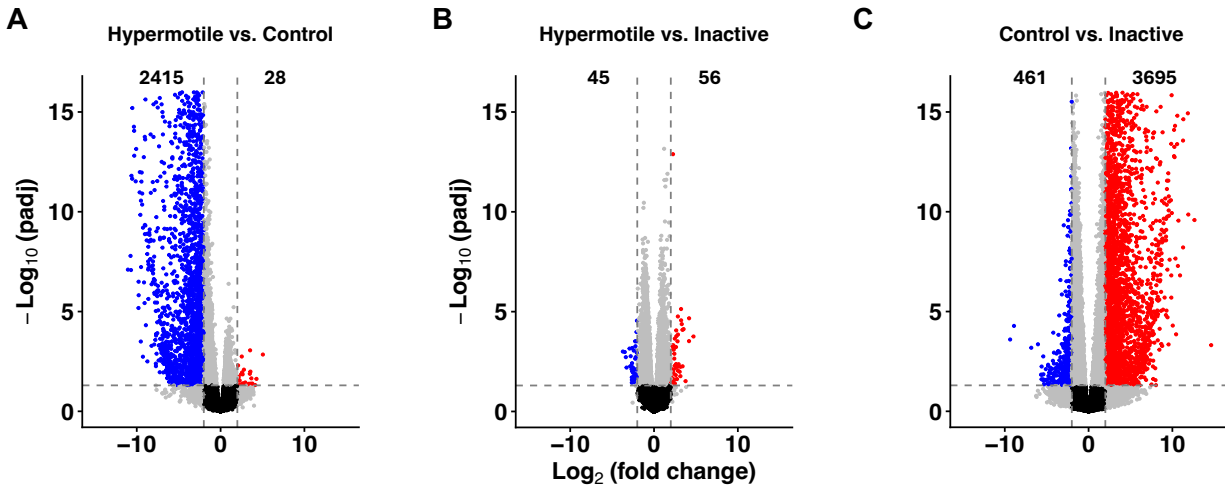 A
Hypermotile vs. Control
2415
28
− Log10 (padj)
15
10
5
0
−10
0
10
B
Hypermotile vs. Inactive
45
56
− Log10 (padj)
15
10
5
0
−10
0
10
Log2 (fold change)
C
Control vs. Inactive
461
3695
− Log10 (padj)
15
10
5
0
−10
0
10